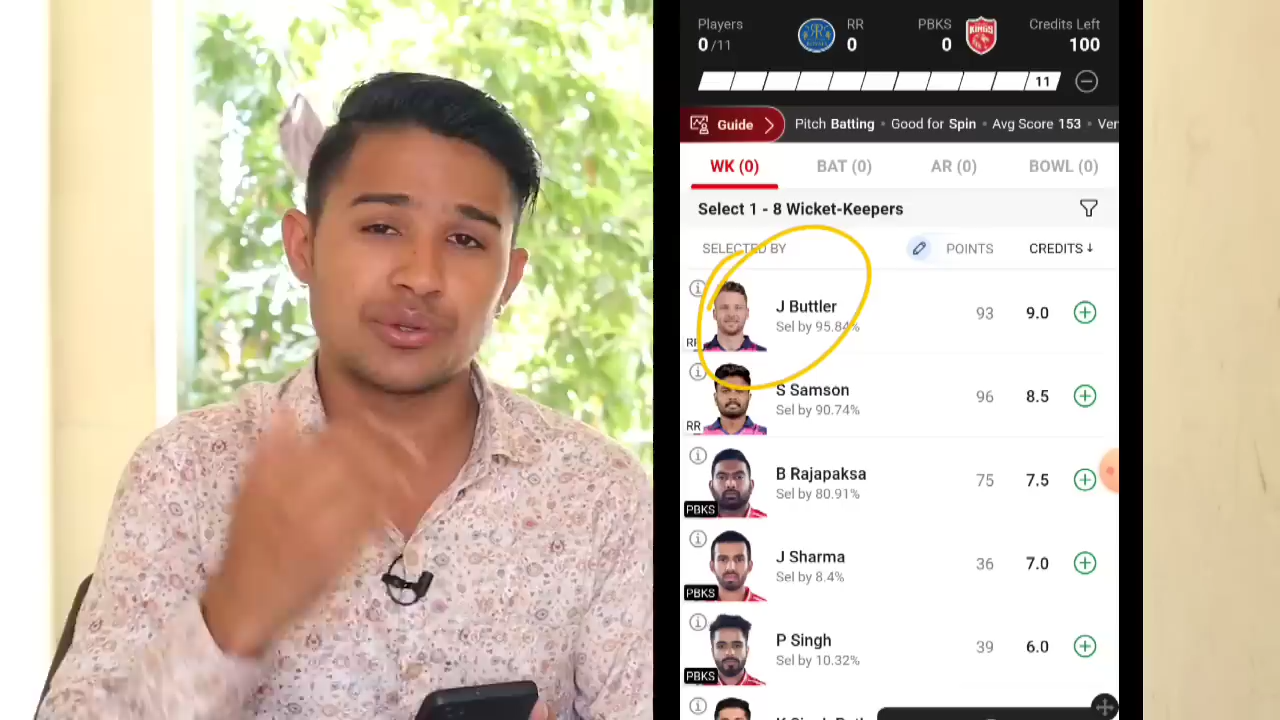 Players RR PBKS Credits Left
0/11 0 0 100
11
Guide Pitch Batting • Good for Spin • Avg Score 153 • Ver
WK (0) BAT (0) AR (0) BOWL (0)
Select 1 - 8 Wicket-Keepers
SELECTED BY POINTS CREDITS↓
J Buttler 93 9.0
Sel by 95.84%
RR
S Samson 96 8.5
Sel by 90.74%
RR
B Rajapaksa 75 7.5
Sel by 80.91%
PBKS
J Sharma 36 7.0
Sel by 8.4%
PBKS
P Singh 39 6.0
Sel by 10.32%
PBKS